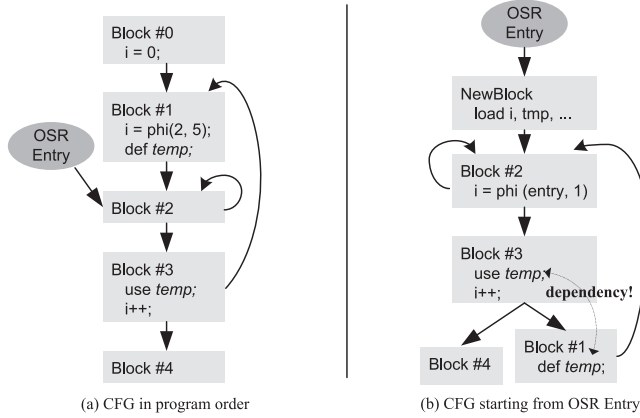 Block #0
i = 0;
Block #1
i = phi(2, 5);
def temp;
OSR
Entry
Block #2
Block #3
use temp;
i++;
Block #4
(a) CFG in program order
OSR
Entry
NewBlock
load i, tmp, ...
Block #2
i = phi (entry, 1)
Block #3
use temp;
i++;
dependency!
Block #4
Block #1
def temp;
(b) CFG starting from OSR Entry